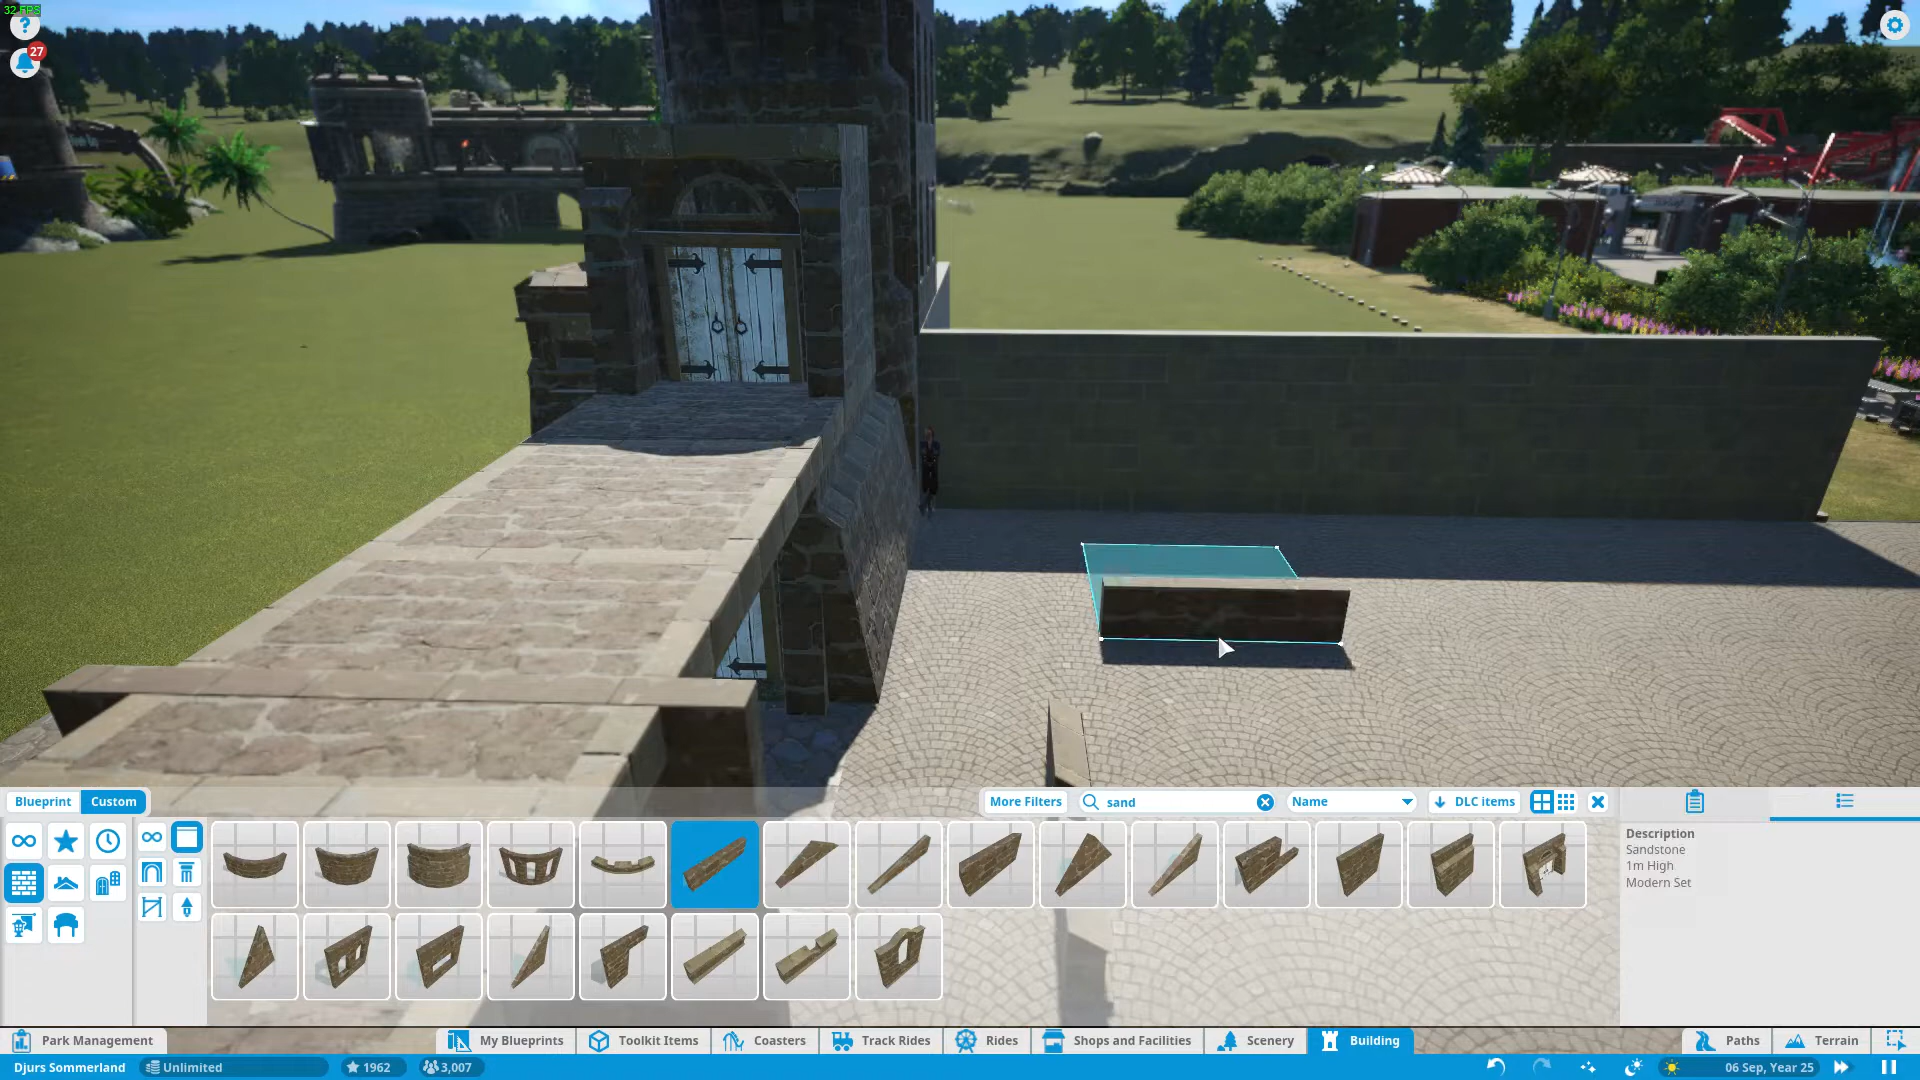 32 FPS
?
27
Blueprint
Custom
More Filters
sand
Name
DLC items
Description
Sandstone
1m High
Modern Set
Park Management
My Blueprints
Toolkit Items
Coasters
Track Rides
Rides
Shops and Facilities
Scenery
Building
Paths
Terrain
Djurs Sommerland
Unlimited
1962
3,007
06 Sep, Year 25